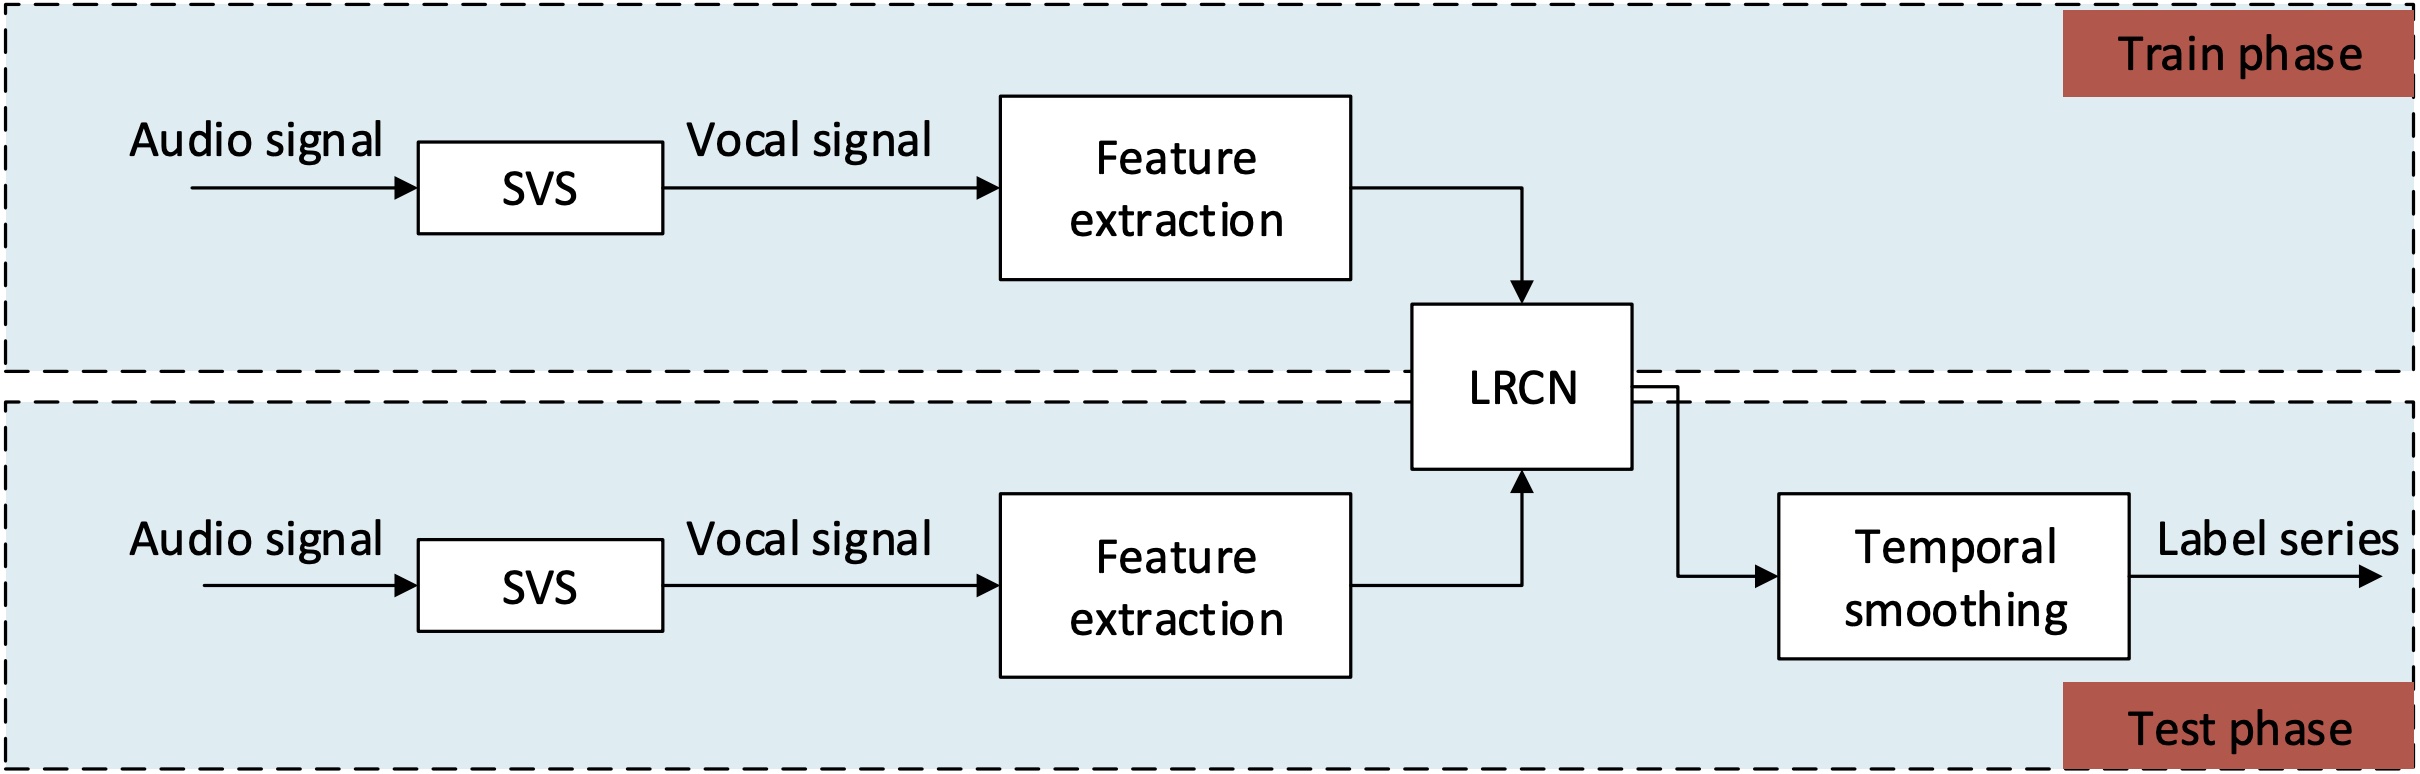 Train phase
Audio signal
SVS
Vocal signal
Feature
extraction
LRCN
Audio signal
SVS
Vocal signal
Feature
extraction
Temporal
smoothing
Label series
Test phase